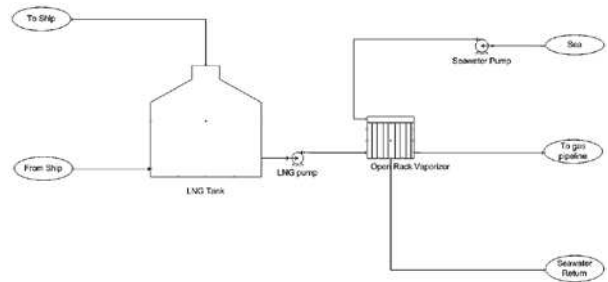 To Ship
Sea
Seawater Pump
To gas
pipeline
Open Rack Vaporizer
From Ship
LNG pump
LNG Tank
Seawater
Return